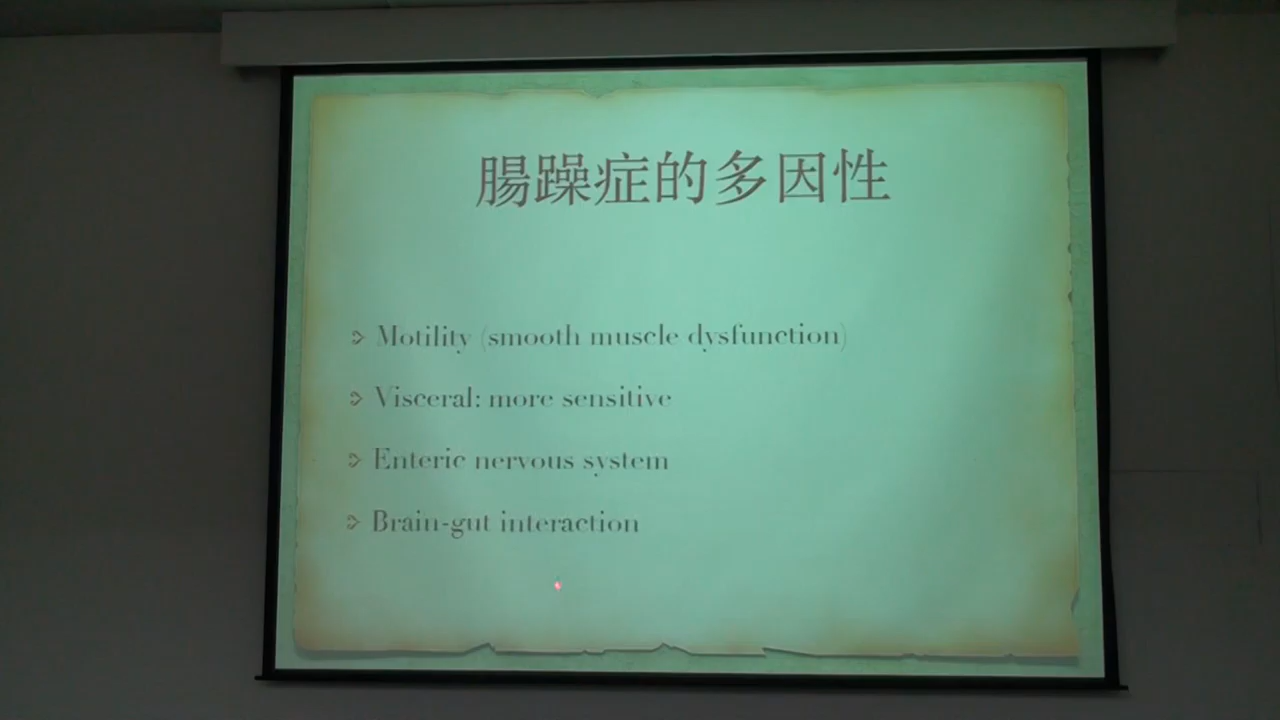 腸躁症的多因性
Motility (smooth muscle dysfunction)
Visceral: more sensitive
Enteric nervous system
Brain-gut interaction